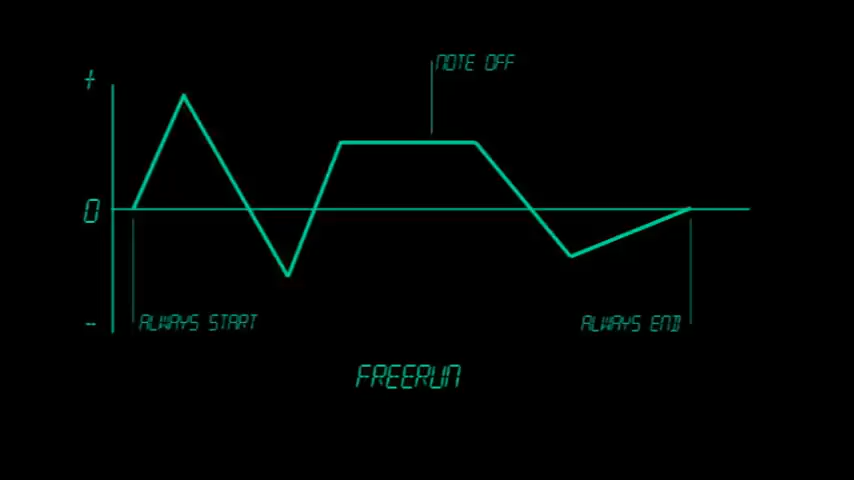 NOTE OFF
+
0
-
ALWAYS START
ALWAYS END
FREERUN